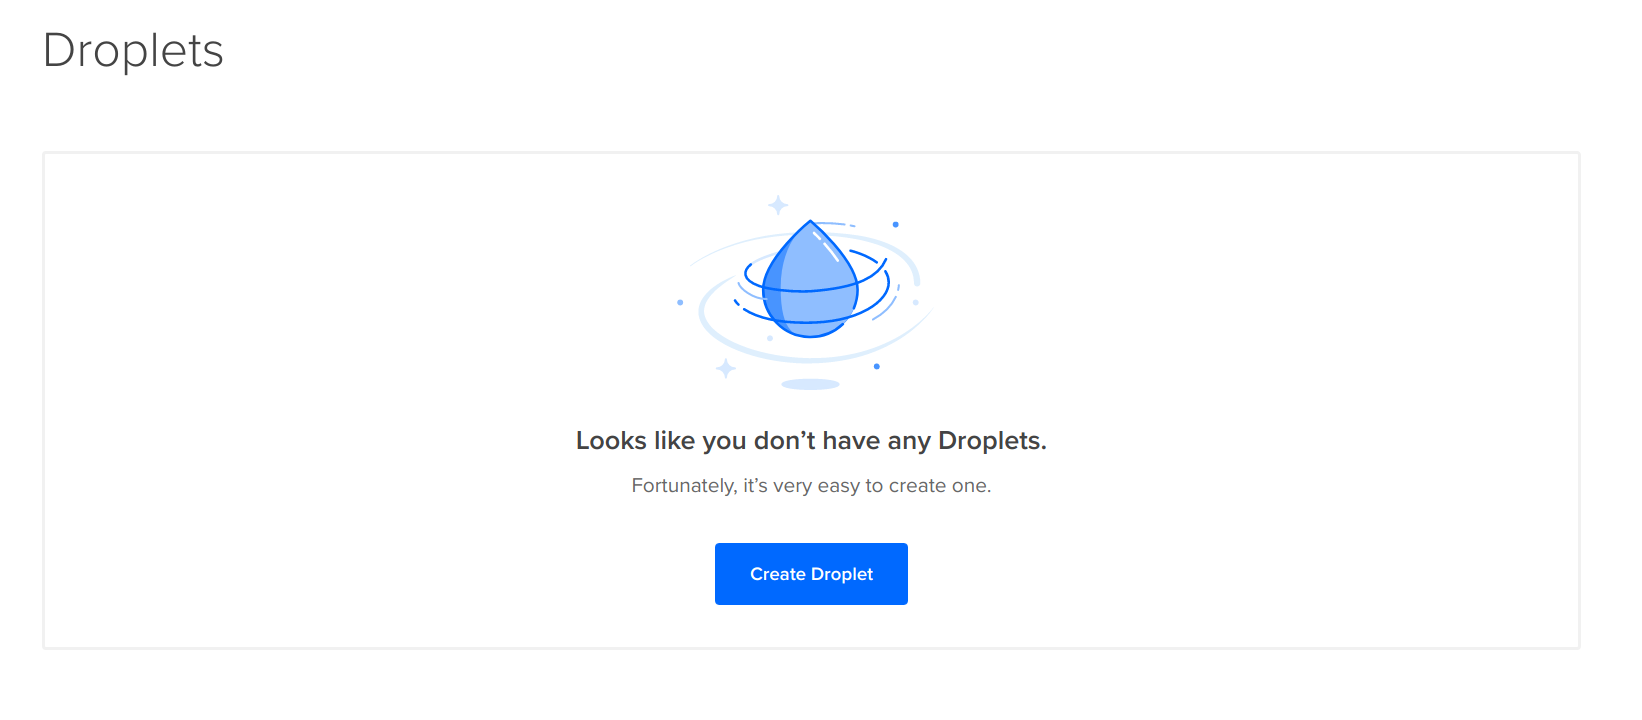 Droplets
Looks like you don’t have any Droplets.
Fortunately, it’s very easy to create one.
Create Droplet